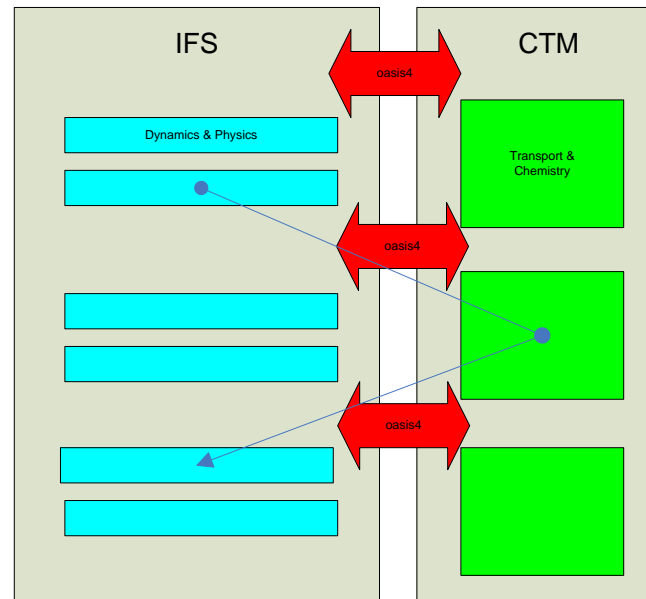 IFS
CTM
oasis4
Dynamics & Physics
Transport &
Chemistry
oasis4
oasis4